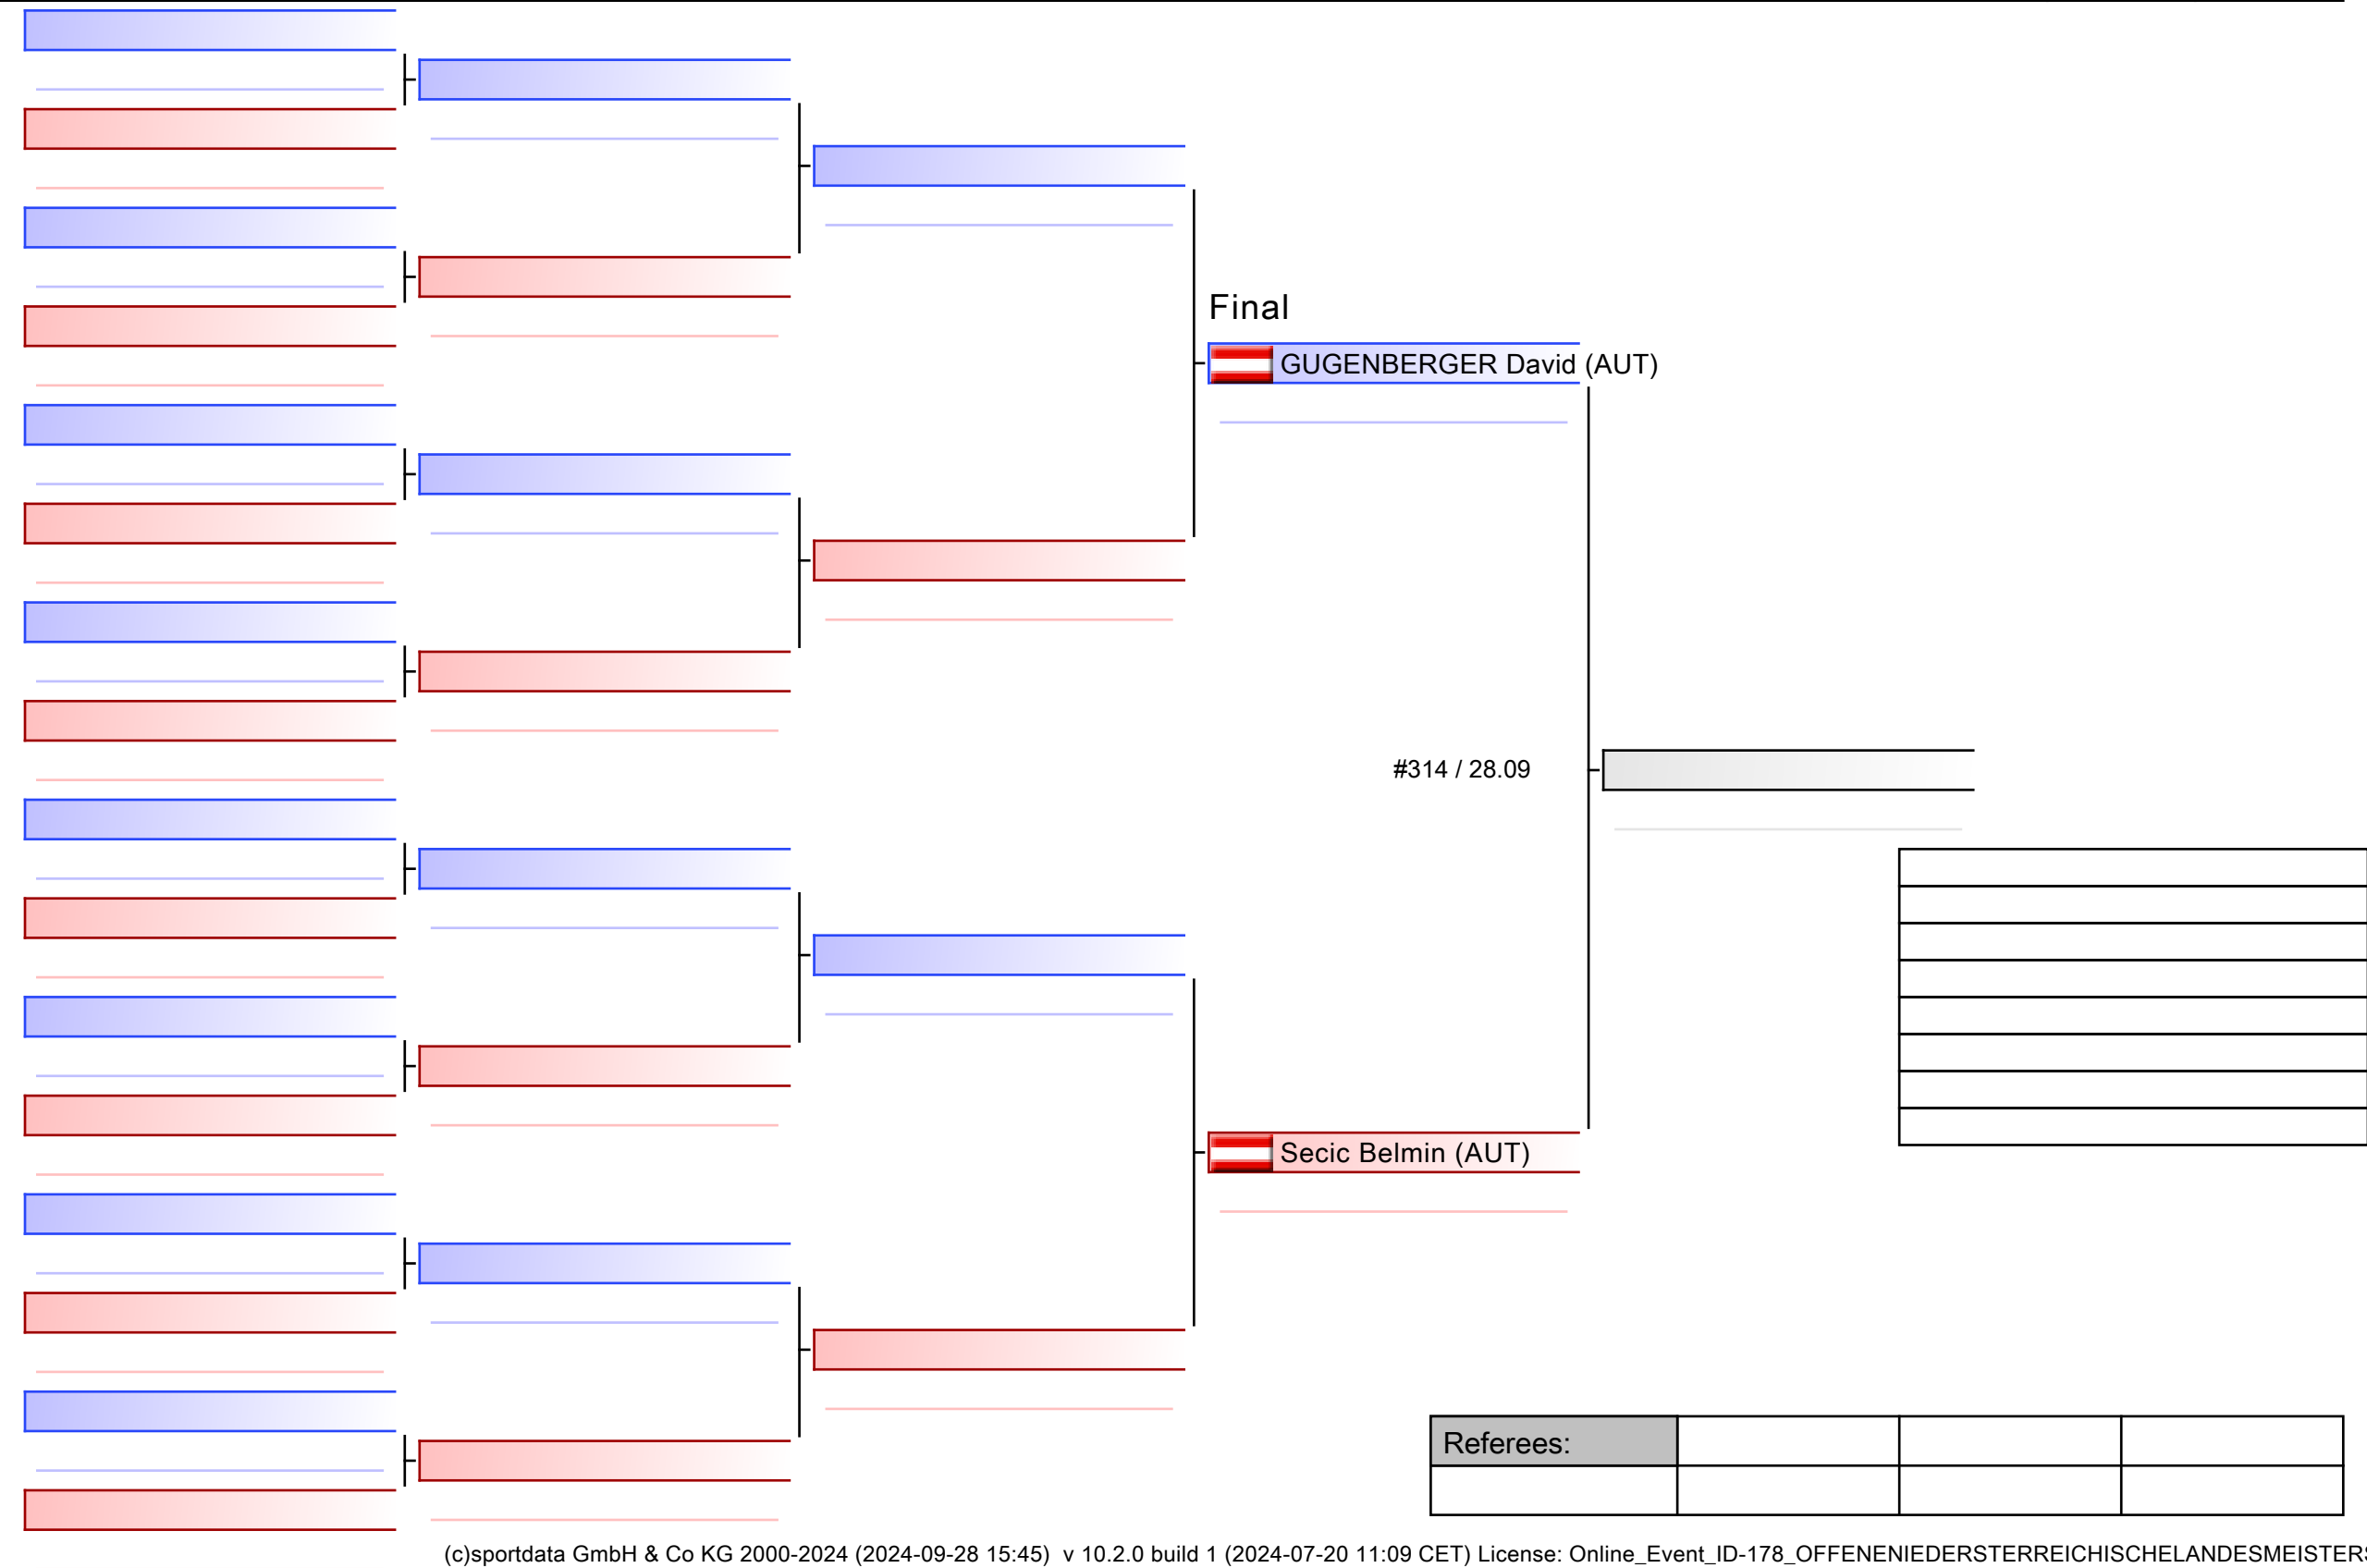 Final
GUGENBERGER David (AUT)
#314 / 28.09
Secic Belmin (AUT)
Referees:
(c)sportdata GmbH & Co KG 2000-2024 (2024-09-28 15:45) v 10.2.0 build 1 (2024-07-20 11:09 CET) License: Online_Event_ID-178_OFFENENIEDERSTERREICHISCHELANDESMEISTERS